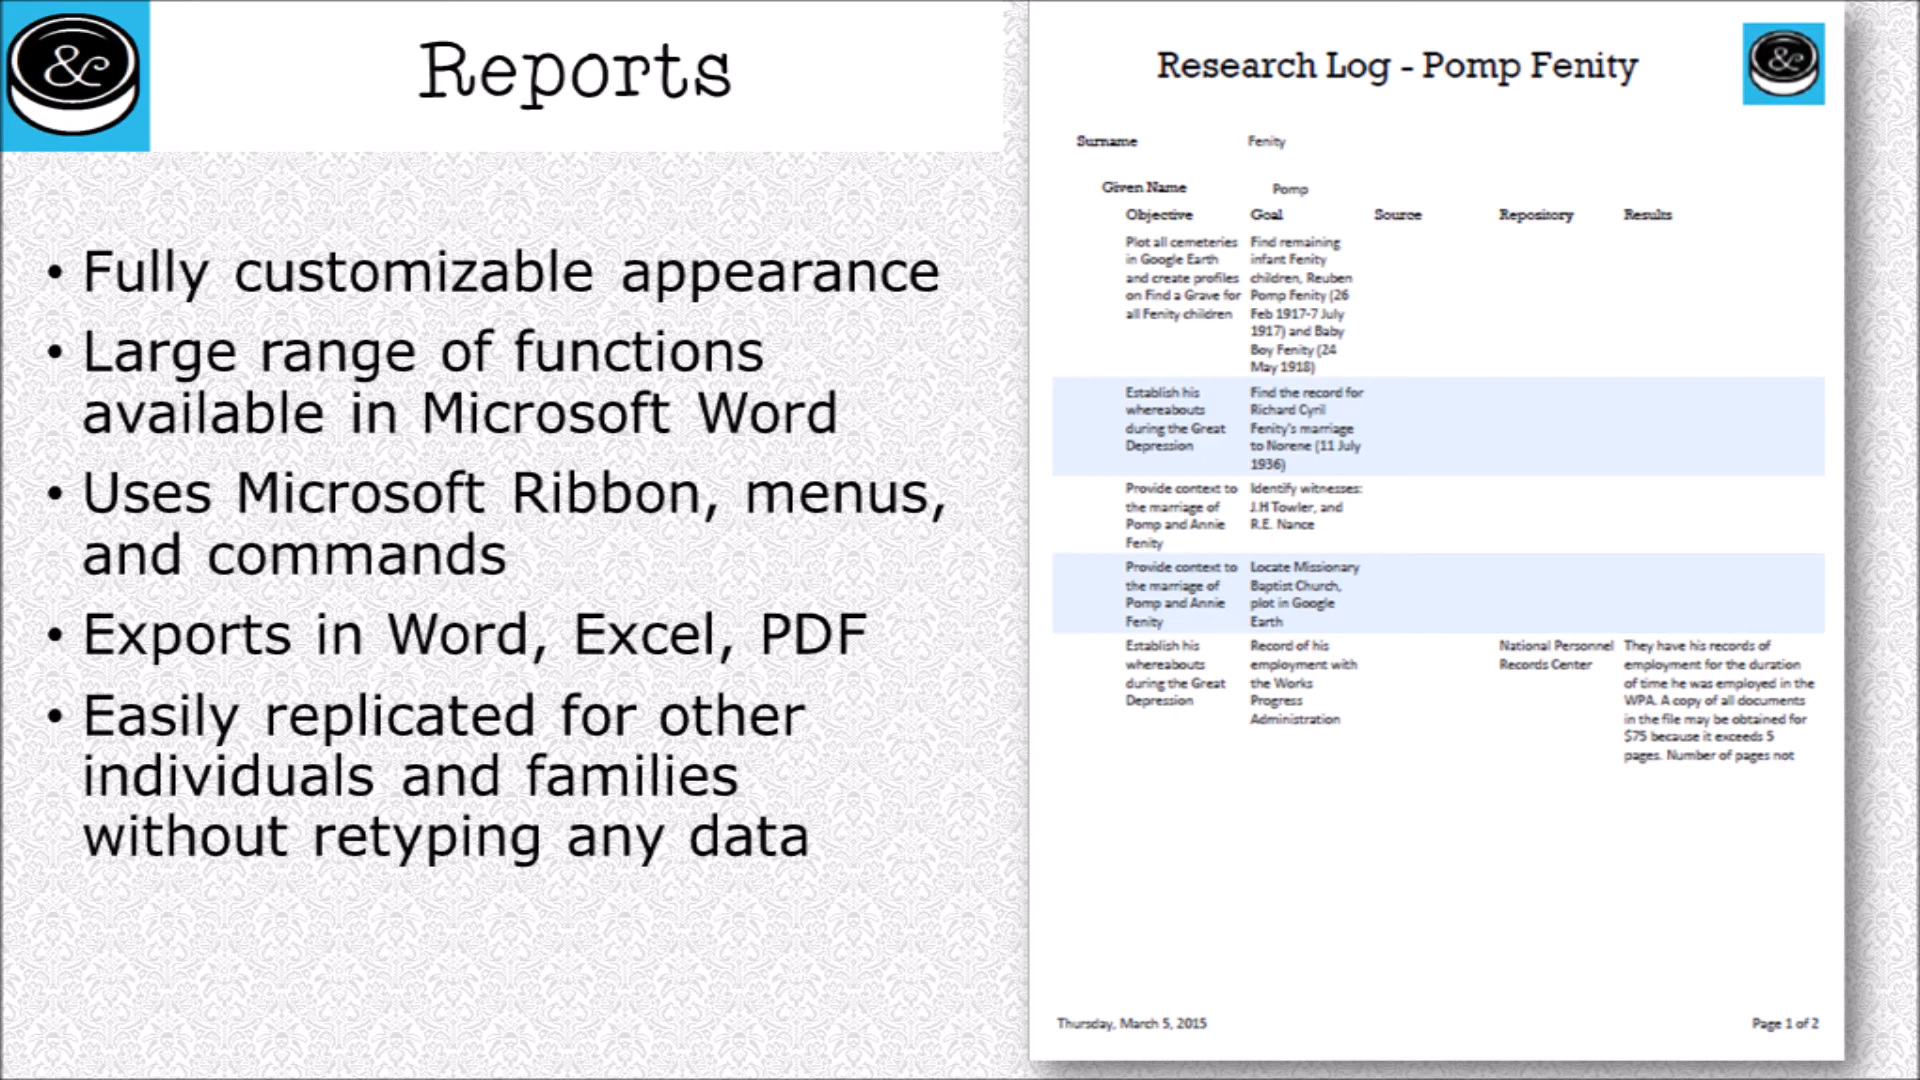 &
Reports
• Fully customizable appearance
• Large range of functions
available in Microsoft Word
• Uses Microsoft Ribbon, menus,
and commands
• Exports in Word, Excel, PDF
• Easily replicated for other
individuals and families
without retyping any data
Research Log - Pomp Fenity
&
Surname Fenity
Given Name Pomp
Objective Goal Source Repository Results
Plot all cemeteries
in Google Earth
and create profiles
on Find a Grave for
all Fenity children
Find remaining
infant Fenity
children, Reuben
Pomp Fenity (26
Feb 1917-7 July
1917) and Baby
Boy Fenity (24
May 1918)
Establish his
whereabouts
during the Great
Depression
Find the record for
Richard Cyril
Fenity's marriage
to Norene (11 July
1936)
Provide context to
the marriage of
Pomp and Annie
Fenity
Identify witnesses:
J.H Towler, and
R.E. Nance
Provide context to
the marriage of
Pomp and Annie
Fenity
Locate Missionary
Baptist Church,
plot in Google
Earth
Establish his
whereabouts
during the Great
Depression
Record of his
employment with
the Works
Progress
Administration
National Personnel
Records Center
They have his records of
employment for the duration
of time he was employed in the
WPA. A copy of all documents
in the file may be obtained for
$75 because it exceeds 5
pages. Number of pages not
Thursday, March 5, 2015
Page 1 of 2